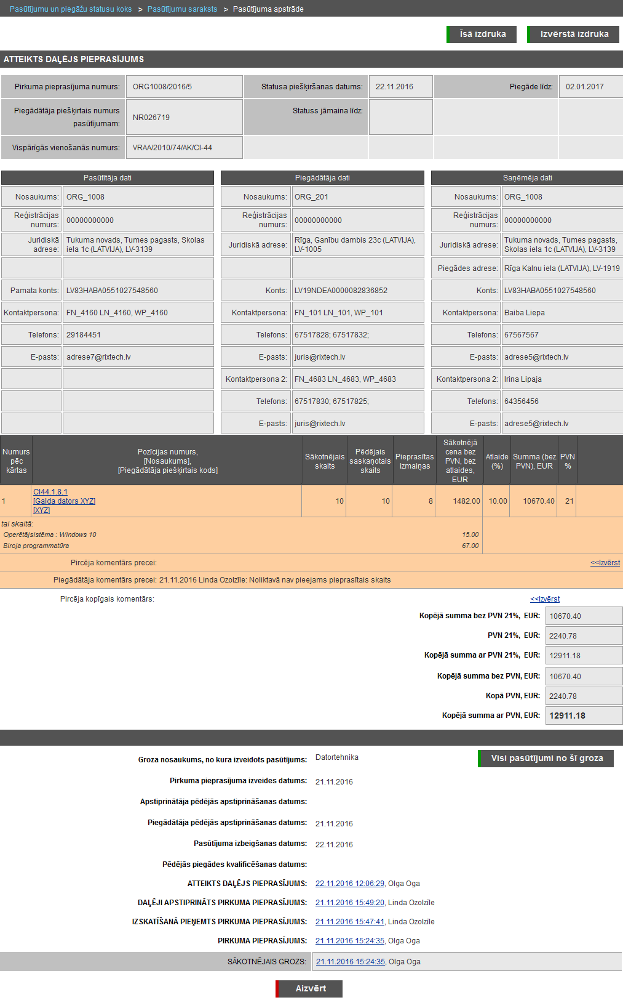 Pasūtījumu un piegāžu statusu koks > Pasūtījumu saraksts > Pasūtījuma apstrāde
Īsā izdruka Izvērstā izdruka
ATTEIKTS DAĻĒJS PIEPRASĪJUMS
Pirkuma pieprasījuma numurs: ORG1008/2016/5 Statusa piešķiršanas datums: 22.11.2016 Piegāde līdz: 02.01.2017
Piegādātāja piešķirtais numurs pasūtījumam: NR026719 Statuss jāmaina līdz:
Vispārīgās vienošanās numurs: VRAA/2010/74/AK/CI-44
Pasūtītāja dati
Nosaukums: ORG_1008
Reģistrācijas numurs: 00000000000
Juridiskā adrese: Tukuma novads, Tumes pagasts, Skolas iela 1c (LATVIJA), LV-3139
Pamata konts: LV83HABA0551027548560
Kontaktpersona: FN_4160 LN_4160, WP_4160
Telefons: 29184451
E-pasts: adrese7@rixtech.lv
Piegādātāja dati
Nosaukums: ORG_201
Reģistrācijas numurs: 00000000000
Juridiskā adrese: Rīga, Ganību dambis 23c (LATVIJA), LV-1005
Konts: LV19NDEA0000082836852
Kontaktpersona: FN_101 LN_101, WP_101
Telefons: 67517828; 67517832;
E-pasts: juris@rixtech.lv
Kontaktpersona 2: FN_4683 LN_4683, WP_4683
Telefons: 67517830; 67517825;
E-pasts: juris@rixtech.lv
Saņēmēja dati
Nosaukums: ORG_1008
Reģistrācijas numurs: 00000000000
Juridiskā adrese: Tukuma novads, Tumes pagasts, Skolas iela 1c (LATVIJA), LV-3139
Piegādes adrese: Rīga Kalnu iela (LATVIJA), LV-1919
Konts: LV83HABA0551027548560
Kontaktpersona: Baiba Liepa
Telefons: 67567567
E-pasts: adrese5@rixtech.lv
Kontaktpersona 2: Irina Lipaja
Telefons: 64356456
E-pasts: adrese5@rixtech.lv
Numurs pēc kārtas
Pozīcijas numurs,
[Nosaukums],
[Piegādātāja piešķirtais kods]
Sākotnējais skaits
Pēdējais saskaņotais skaits
Pieprasītas izmaiņas
Sākotnējā cena bez PVN, bez atlaides, EUR
Atlaide (%)
Summa (bez PVN), EUR
PVN %
1
CI44.1.8.1
[Galda dators XYZ]
[XYZ]
10 10 8 1482.00 10.00 10670.40 21
tai skaitā:
Operētājsistēma : Windows 10 15.00
Biroja programmatūra 67.00
Pircēja komentārs precei: <<Izvērst
Piegādātāja komentārs precei: 21.11.2016 Linda Ozolzīle: Noliktavā nav pieejams pieprasītais skaits
Pircēja kopīgais komentārs: <<Izvērst
Kopējā summa bez PVN 21%, EUR: 10670.40
PVN 21%, EUR: 2240.78
Kopējā summa ar PVN 21%, EUR: 12911.18
Kopējā summa bez PVN, EUR: 10670.40
Kopā PVN, EUR: 2240.78
Kopējā summa ar PVN, EUR: 12911.18
Groza nosaukums, no kura izveidots pasūtījums: Datortehnika Visi pasūtījumi no šī groza
Pirkuma pieprasījuma izveides datums: 21.11.2016
Apstiprinātāja pēdējās apstiprināšanas datums:
Piegādātāja pēdējās apstiprināšanas datums: 21.11.2016
Pasūtījuma izbeigšanas datums: 22.11.2016
Pēdējās piegādes kvalificēšanas datums:
ATTEIKTS DAĻĒJS PIEPRASĪJUMS: 22.11.2016 12:06:29, Olga Oga
DAĻĒJI APSTIPRINĀTS PIRKUMA PIEPRASĪJUMS: 21.11.2016 15:49:20, Linda Ozolzīle
IZSKATĪŠANĀ PIEŅEMTS PIRKUMA PIEPRASĪJUMS: 21.11.2016 15:47:41, Linda Ozolzīle
PIRKUMA PIEPRASĪJUMS: 21.11.2016 15:24:35, Olga Oga
SĀKOTNĒJAIS GROZS: 21.11.2016 15:24:35, Olga Oga
Aizvērt